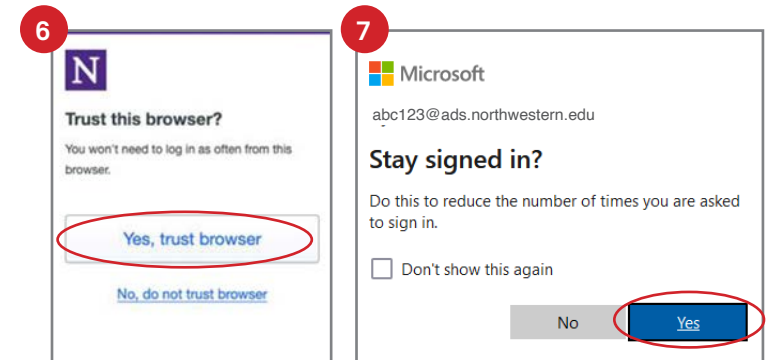 6
N
Trust this browser?
You won't need to log in as often from this
browser.
Yes, trust browser
No, do not trust browser
7
Microsoft
abc123@ads.northwestern.edu
Stay signed in?
Do this to reduce the number of times you are asked
to sign in.
Don't show this again
No
Yes